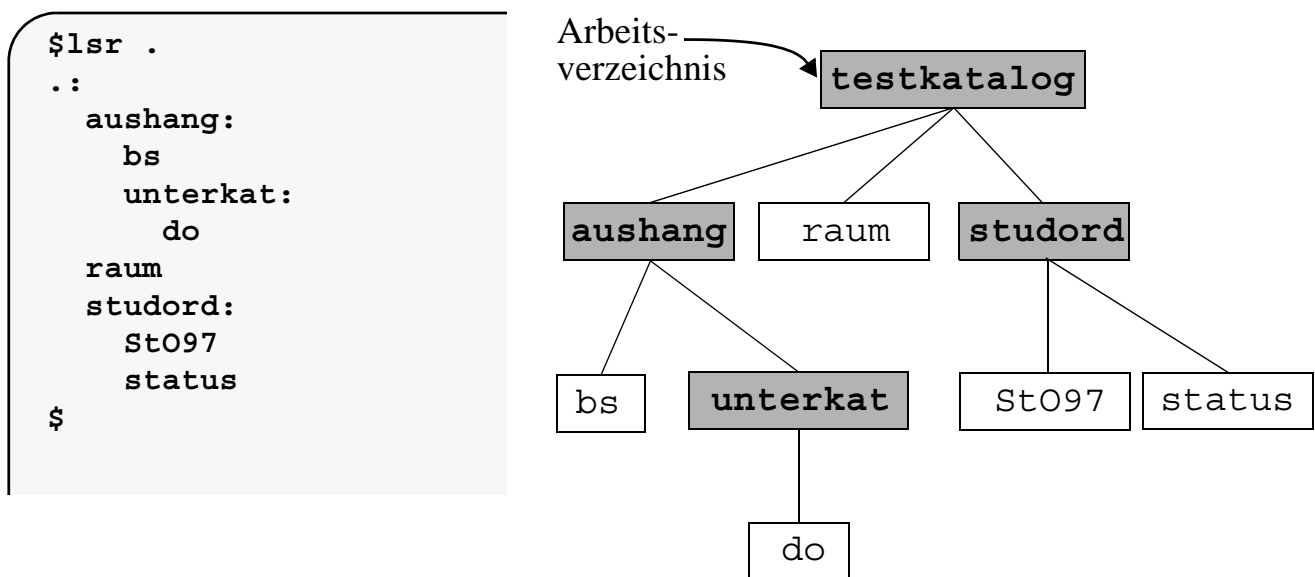 $lsr .
.:
aushang:
bs
unterkat:
do
raum
studord:
StO97
status
$
Arbeits-
verzeichnis
testkatalog
aushang
raum
studord
bs
unterkat
StO97
status
do